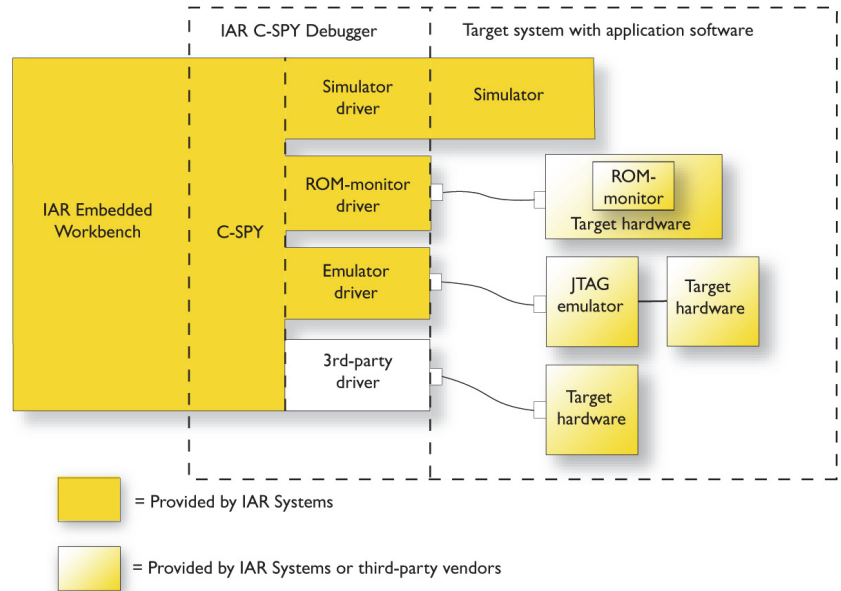 IAR C-SPY Debugger
Target system with application software
Simulator
driver
Simulator
IAR Embedded
Workbench
C-SPY
ROM-monitor
driver
ROM-
monitor
Target hardware
Emulator
driver
JTAG
emulator
Target
hardware
3rd-party
driver
Target
hardware
= Provided by IAR Systems
= Provided by IAR Systems or third-party vendors